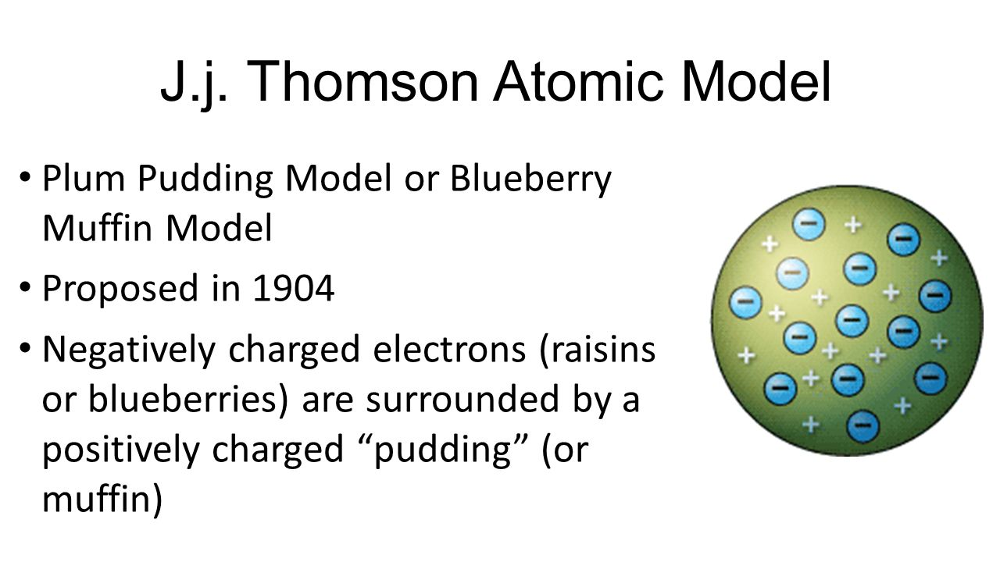 J.j. Thomson Atomic Model
• Plum Pudding Model or Blueberry
Muffin Model
• Proposed in 1904
• Negatively charged electrons (raisins
or blueberries) are surrounded by a
positively charged “pudding” (or
muffin)